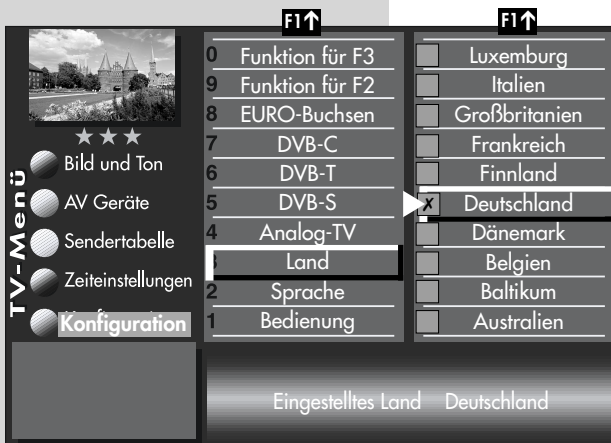 F1↑
F1↑
0 Funktion für F3
9 Funktion für F2
8 EURO-Buchsen
7 DVB-C
6 DVB-T
5 DVB-S
4 Analog-TV
3 Land
2 Sprache
1 Bedienung
Luxemburg
Italien
Großbritanien
Frankreich
Finnland
✗ Deutschland
Dänemark
Belgien
Baltikum
Australien
TV-Menü
Bild und Ton
AV Geräte
Sendertabelle
Zeiteinstellungen
Konfiguration
Eingestelltes Land Deutschland